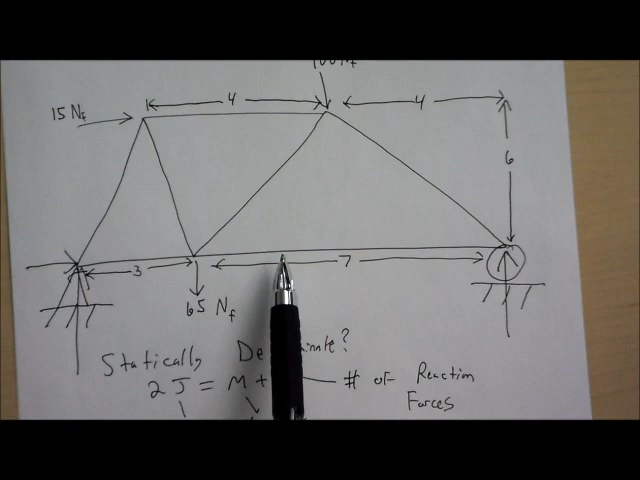 15 Nf
4
4
6
3
7
65 Nf
Statically
2J = M +
# of Reaction
Forces